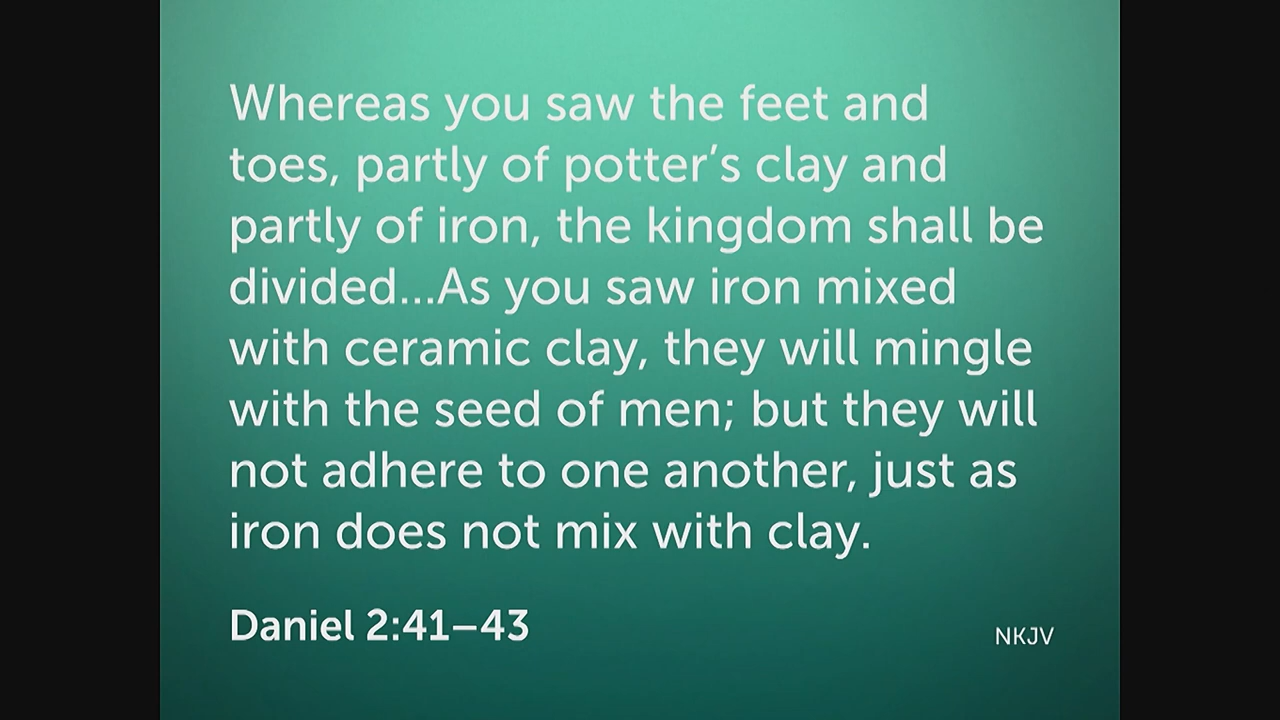 Whereas you saw the feet and
toes, partly of potter’s clay and
partly of iron, the kingdom shall be
divided...As you saw iron mixed
with ceramic clay, they will mingle
with the seed of men; but they will
not adhere to one another, just as
iron does not mix with clay.
Daniel 2:41–43
NKJV